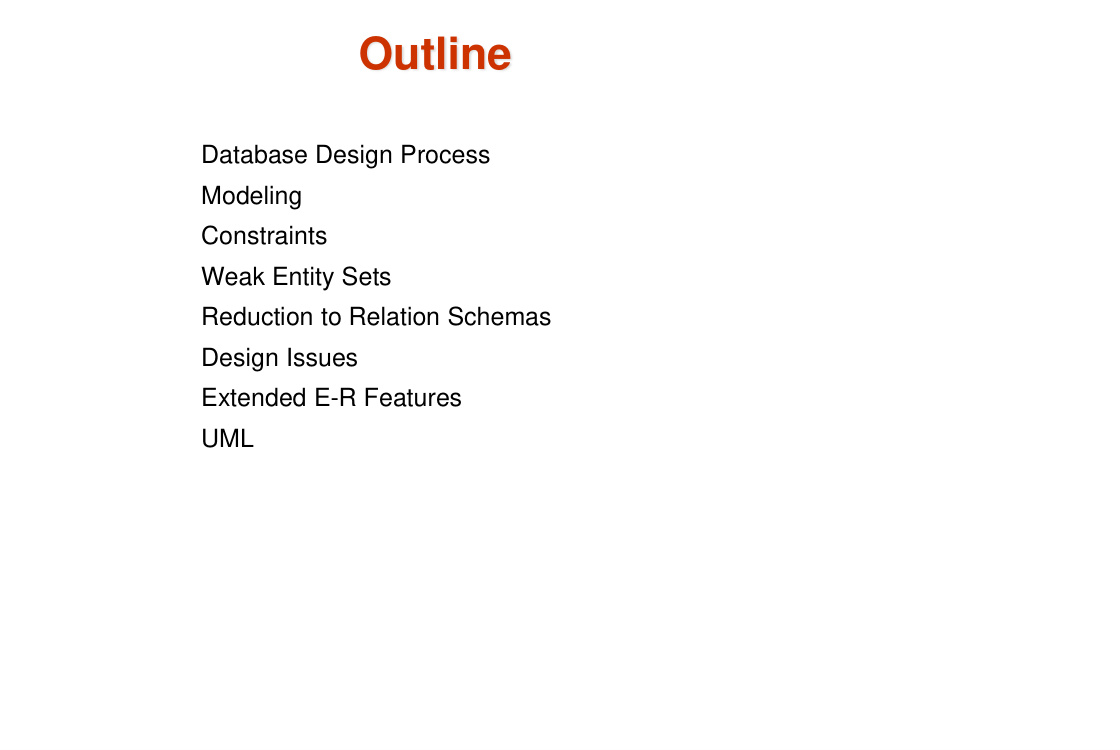 Outline
Database Design Process
Modeling
Constraints
Weak Entity Sets
Reduction to Relation Schemas
Design Issues
Extended E-R Features
UML